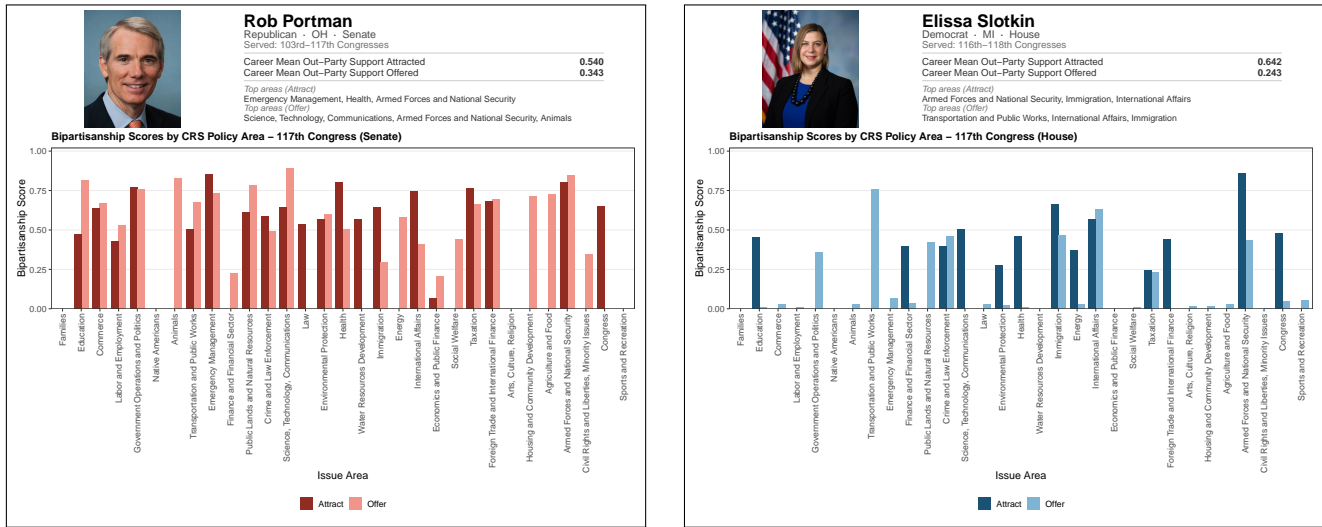 Rob Portman
Republican · OH · Senate
Served: 103rd–117th Congresses
Career Mean Out–Party Support Attracted 0.540
Career Mean Out–Party Support Offered 0.343
Top areas (Attract)
Emergency Management, Health, Armed Forces and National Security
Top areas (Offer)
Science, Technology, Communications, Armed Forces and National Security, Animals
Bipartisanship Scores by CRS Policy Area – 117th Congress (Senate)
Bipartisanship Score
1.00
0.75
0.50
0.25
0.00
Families
Education
Commerce
Labor and Employment
Government Operations and Politics
Native Americans
Animals
Transportation and Public Works
Emergency Management
Finance and Financial Sector
Public Lands and Natural Resources
Crime and Law Enforcement
Science, Technology, Communications
Law
Environmental Protection
Health
Water Resources Development
Immigration
Energy
International Affairs
Economics and Public Finance
Social Welfare
Taxation
Foreign Trade and International Finance
Arts, Culture, Religion
Housing and Community Development
Agriculture and Food
Armed Forces and National Security
Civil Rights and Liberties, Minority Issues
Congress
Sports and Recreation
Issue Area
Attract Offer
Elissa Slotkin
Democrat · MI · House
Served: 116th–118th Congresses
Career Mean Out–Party Support Attracted 0.642
Career Mean Out–Party Support Offered 0.243
Top areas (Attract)
Armed Forces and National Security, Immigration, International Affairs
Top areas (Offer)
Transportation and Public Works, International Affairs, Immigration
Bipartisanship Scores by CRS Policy Area – 117th Congress (House)
Bipartisanship Score
1.00
0.75
0.50
0.25
0.00
Families
Education
Commerce
Labor and Employment
Government Operations and Politics
Native Americans
Animals
Transportation and Public Works
Emergency Management
Finance and Financial Sector
Public Lands and Natural Resources
Crime and Law Enforcement
Science, Technology, Communications
Law
Environmental Protection
Health
Water Resources Development
Immigration
Energy
International Affairs
Economics and Public Finance
Social Welfare
Taxation
Foreign Trade and International Finance
Arts, Culture, Religion
Housing and Community Development
Agriculture and Food
Armed Forces and National Security
Civil Rights and Liberties, Minority Issues
Congress
Sports and Recreation
Issue Area
Attract Offer